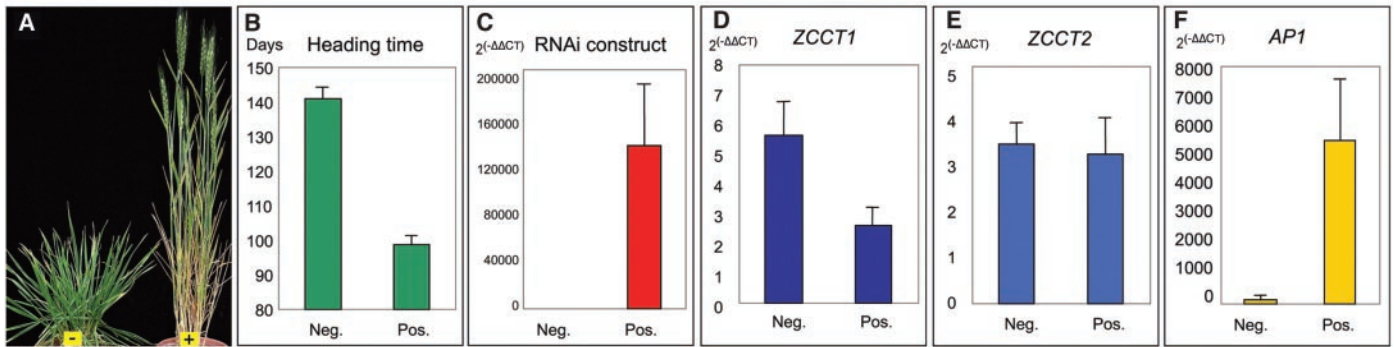 A
-
+
B
Days
Heading time
150
140
130
120
110
100
90
80
Neg. Pos.
C
2(-ΔΔCT)
RNAi construct
200000
160000
120000
80000
40000
0
Neg. Pos.
D
2(-ΔΔCT)
ZCCT1
8
7
6
5
4
3
2
1
0
Neg. Pos.
E
2(-ΔΔCT)
ZCCT2
5
4
3
2
1
0
Neg. Pos.
F
2(-ΔΔCT)
AP1
8000
7000
6000
5000
4000
3000
2000
1000
0
Neg. Pos.